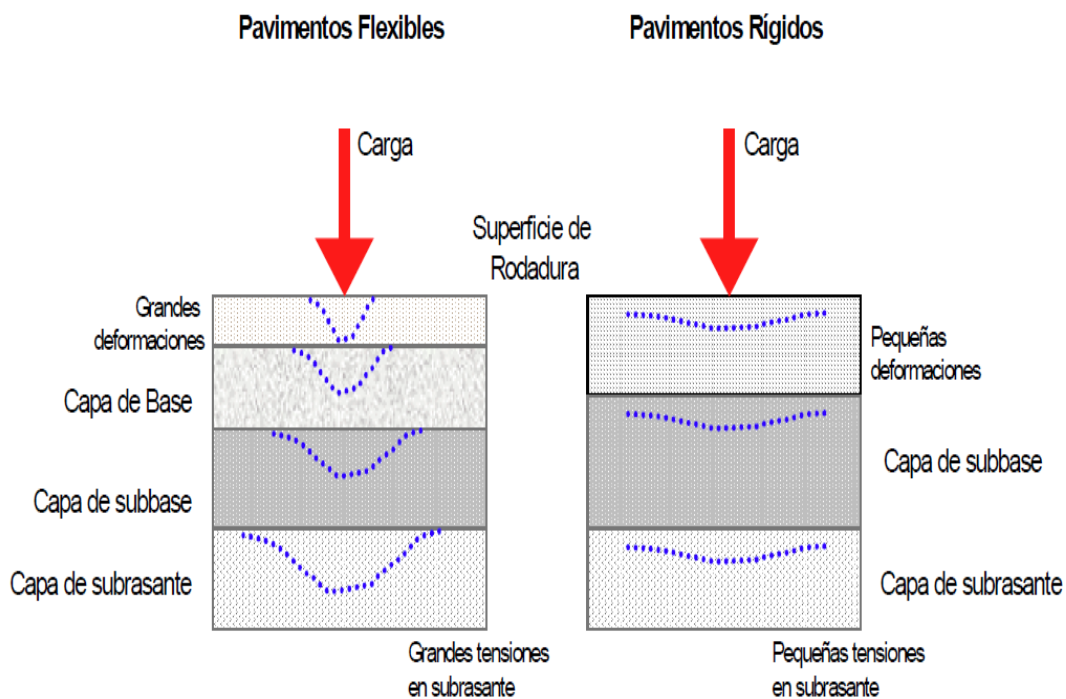 Pavimentos Flexibles
Pavimentos Rígidos
Carga
Carga
Superficie de
Rodadura
Grandes
deformaciones
Pequeñas
deformaciones
Capa de Base
Capa de subbase
Capa de subbase
Capa de subrasante
Capa de subrasante
Grandes tensiones
en subrasante
Pequeñas tensiones
en subrasante